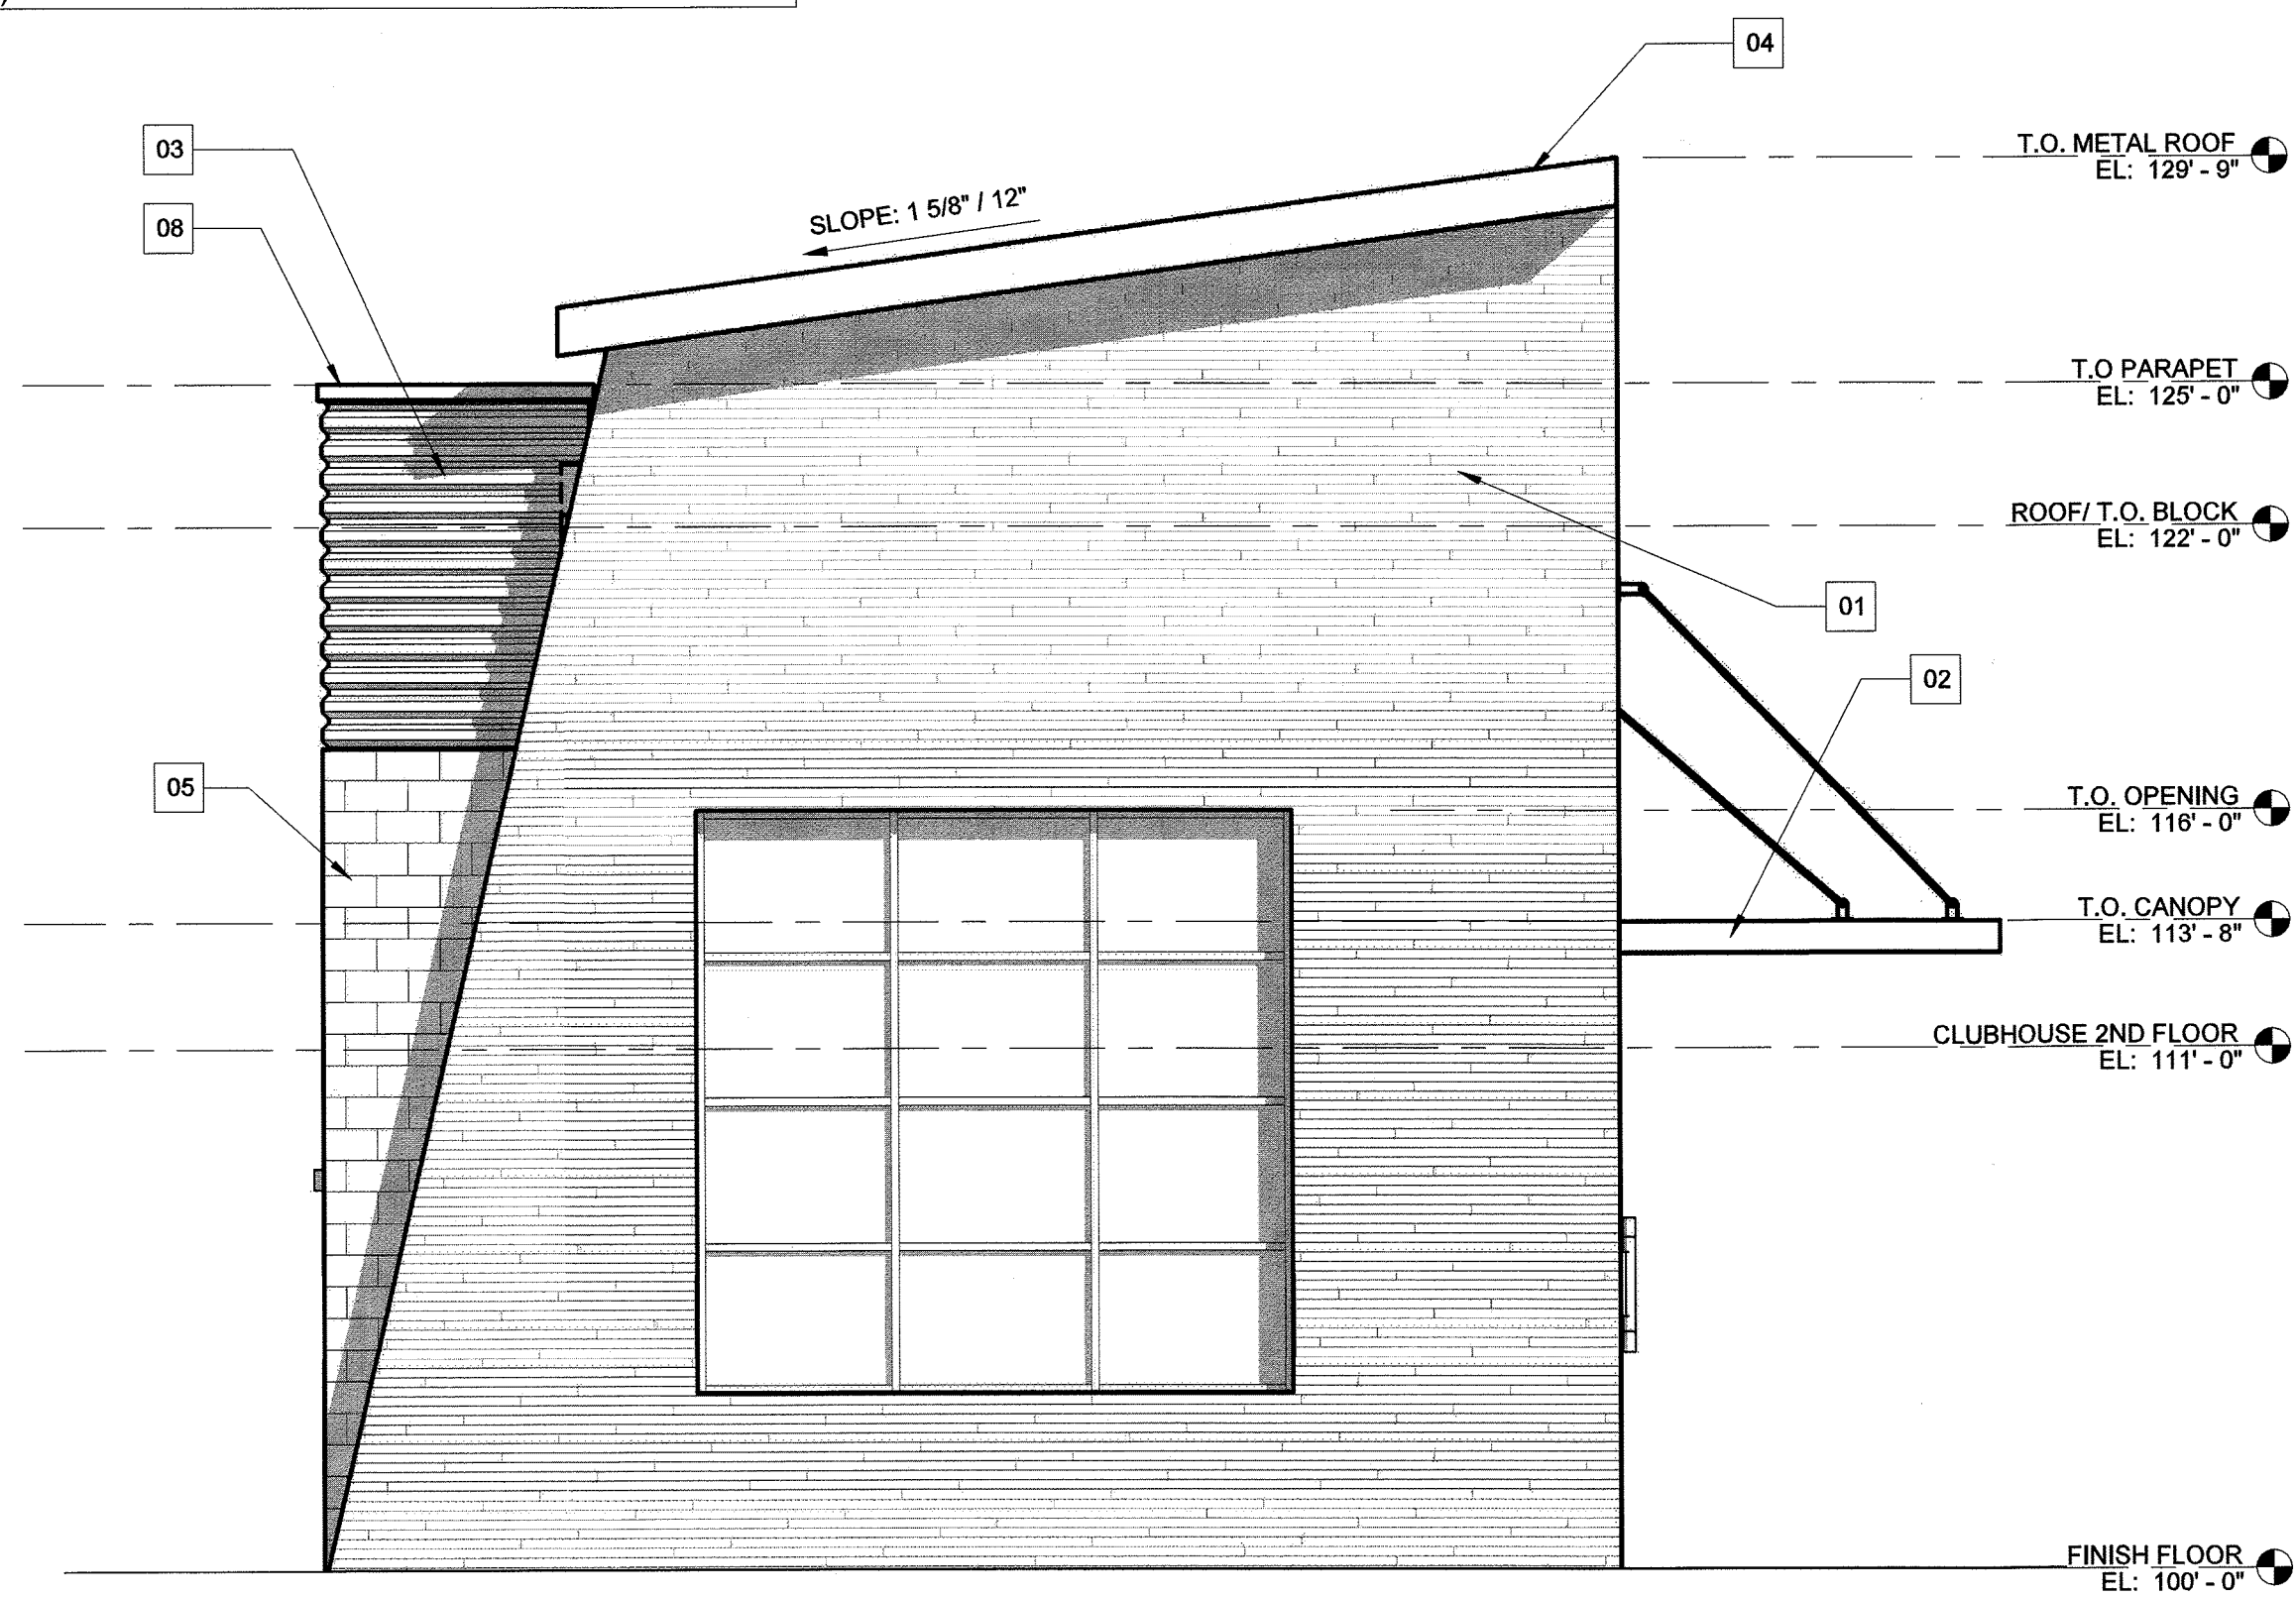 04
03
T.O. METAL ROOF
EL: 129' - 9"
SLOPE: 1 5/8" / 12"
08
T.O PARAPET
EL: 125' - 0"
ROOF/ T.O. BLOCK
EL: 122' - 0"
01
02
05
T.O. OPENING
EL: 116' - 0"
T.O. CANOPY
EL: 113' - 8"
CLUBHOUSE 2ND FLOOR
EL: 111' - 0"
FINISH FLOOR
EL: 100' - 0"